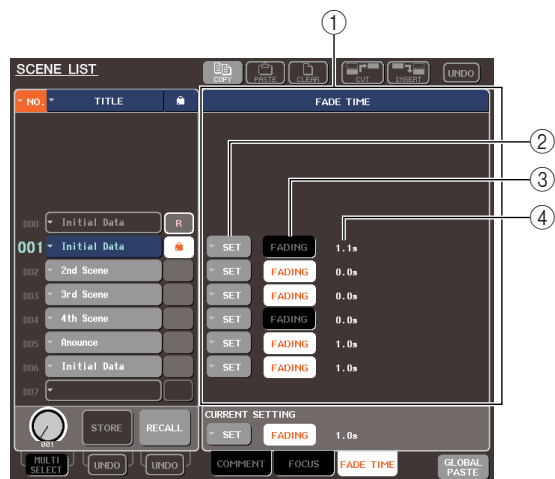 ①
SCENE LIST
COPY PASTE CLEAR CUT INSERT UNDO
NO. TITLE FADE TIME
②
③
④
000 Initial Data R
001 Initial Data SET FADING 1.1s
002 2nd Scene SET FADING 0.0s
003 3rd Scene SET FADING 0.0s
004 4th Scene SET FADING 0.0s
005 Anounce SET FADING 1.0s
006 Initial Data SET FADING 1.0s
007
CURRENT SETTING
001 STORE RECALL SET FADING 1.0s
MULTI SELECT UNDO UNDO COMMENT FOCUS FADE TIME GLOBAL PASTE